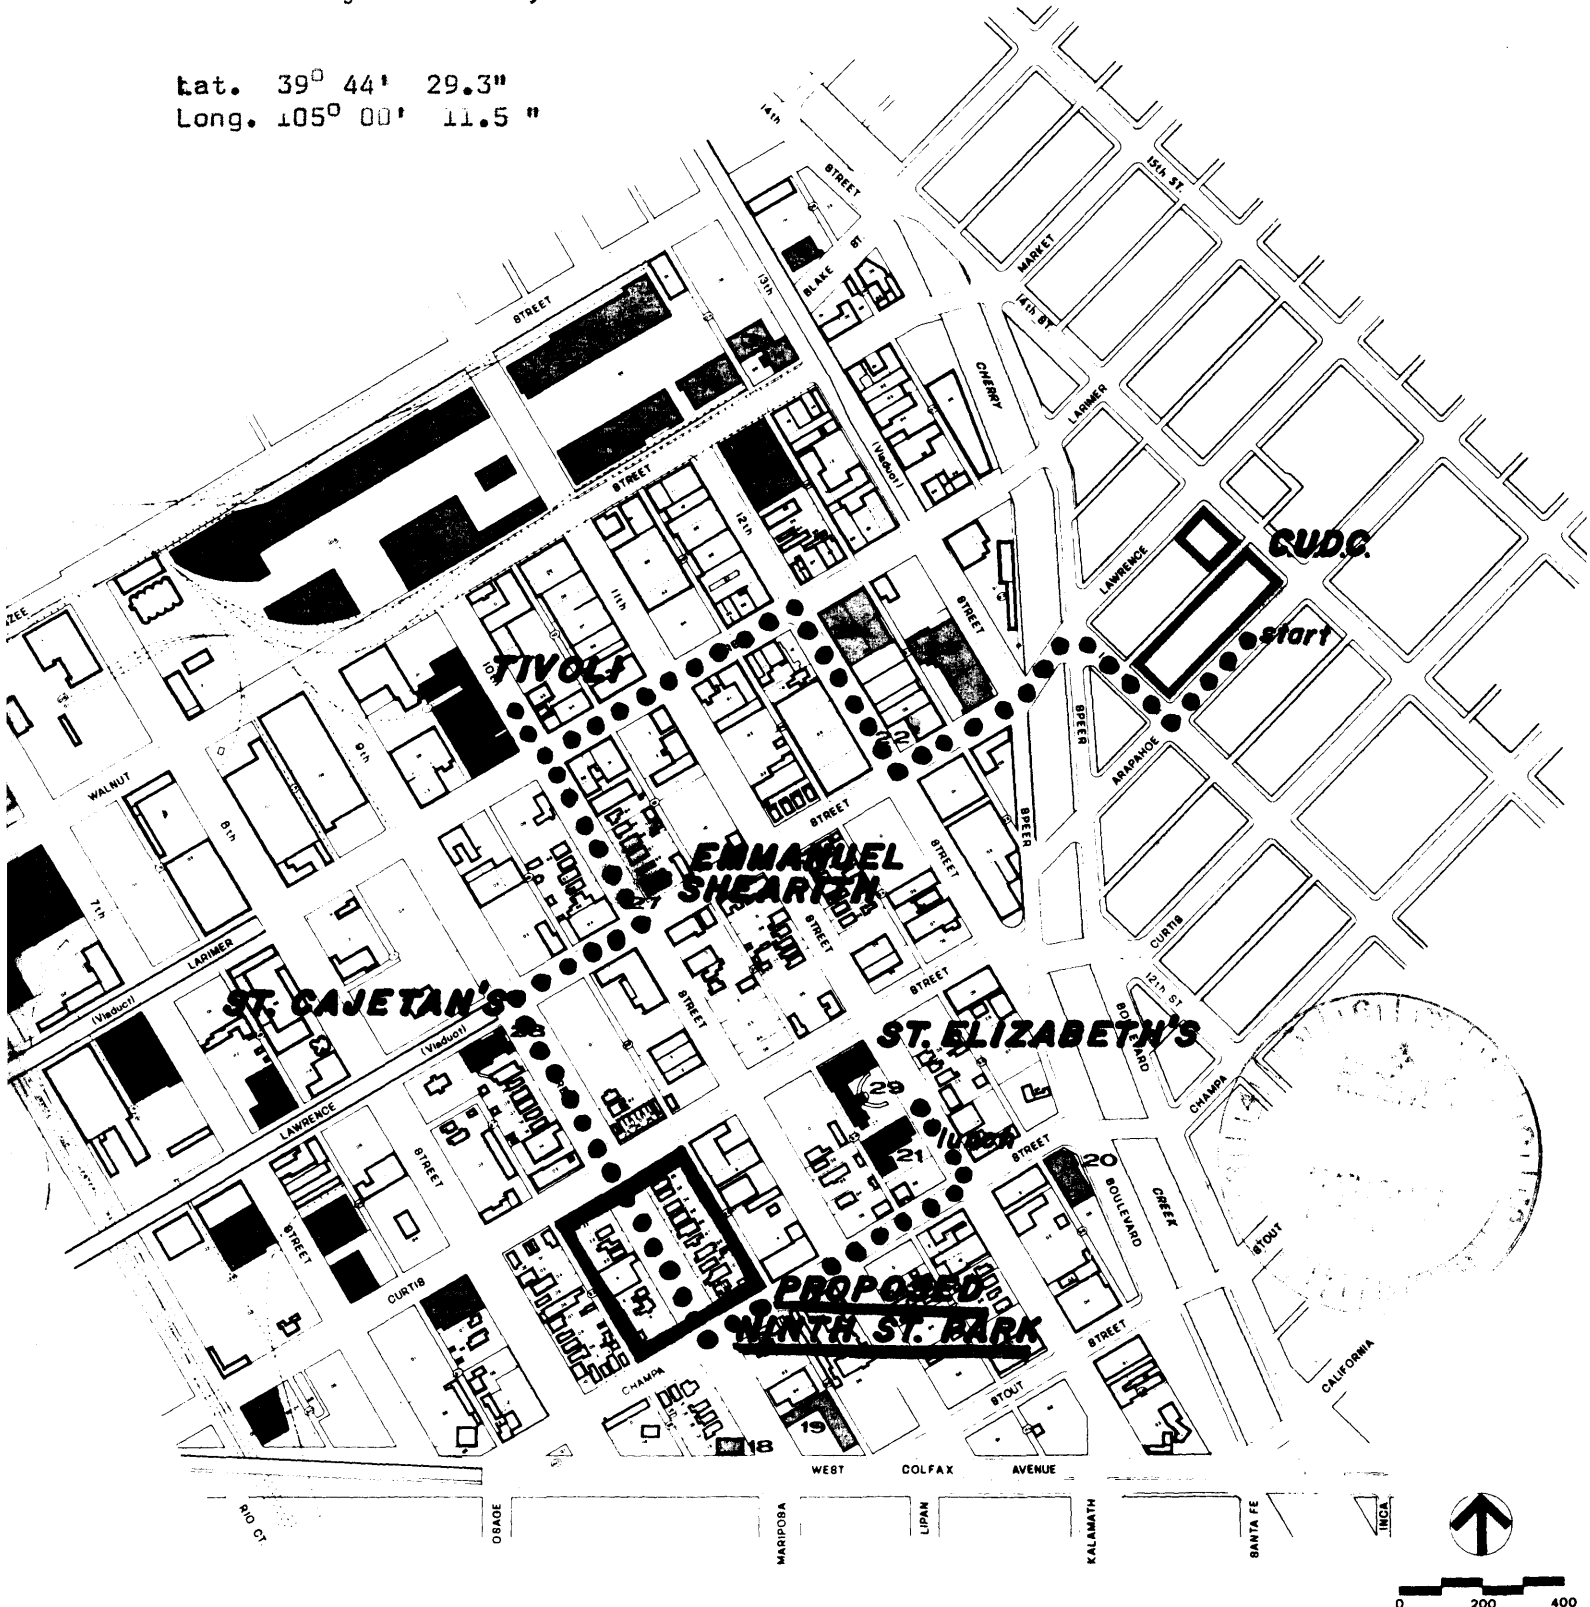 Lat. 39° 44' 29.3"
Long. 105° 00' 11.5 "
14th
STREET
15th ST.
MARKET
BLAKE ST.
13th
STREET
14th ST.
CHERRY
LARIMER
STREET
(Viaduct)
12th
C.U.D.C.
LAWRENCE
start
STREET
11th
10th
TIVOLI
SPEER
ARAPAHOE
22
9th
WALNUT
STREET
SPEER
8th
EMMANUEL
SHEARITH
STREET
27
7th
STREET
CURTIS
LARIMER
(Viaduct)
STREET
12th ST.
ST. CAJETAN'S
STREET
28
(Viaduct)
BOULEVARD
ST. ELIZABETH'S
29
CHAMPA
LAWRENCE
lunch
STREET
21
20
STREET
BOULEVARD
CREEK
STREET
STOUT
CURTIS
PROPOSED
NINTH ST. PARK
STREET
CALIFORNIA
CHAMPA
STOUT
19
18
WEST COLFAX AVENUE
RIO CT.
OSAGE
MARIPOSA
LIPAN
KALAMATH
SANTA FE
INCA
0 200 400